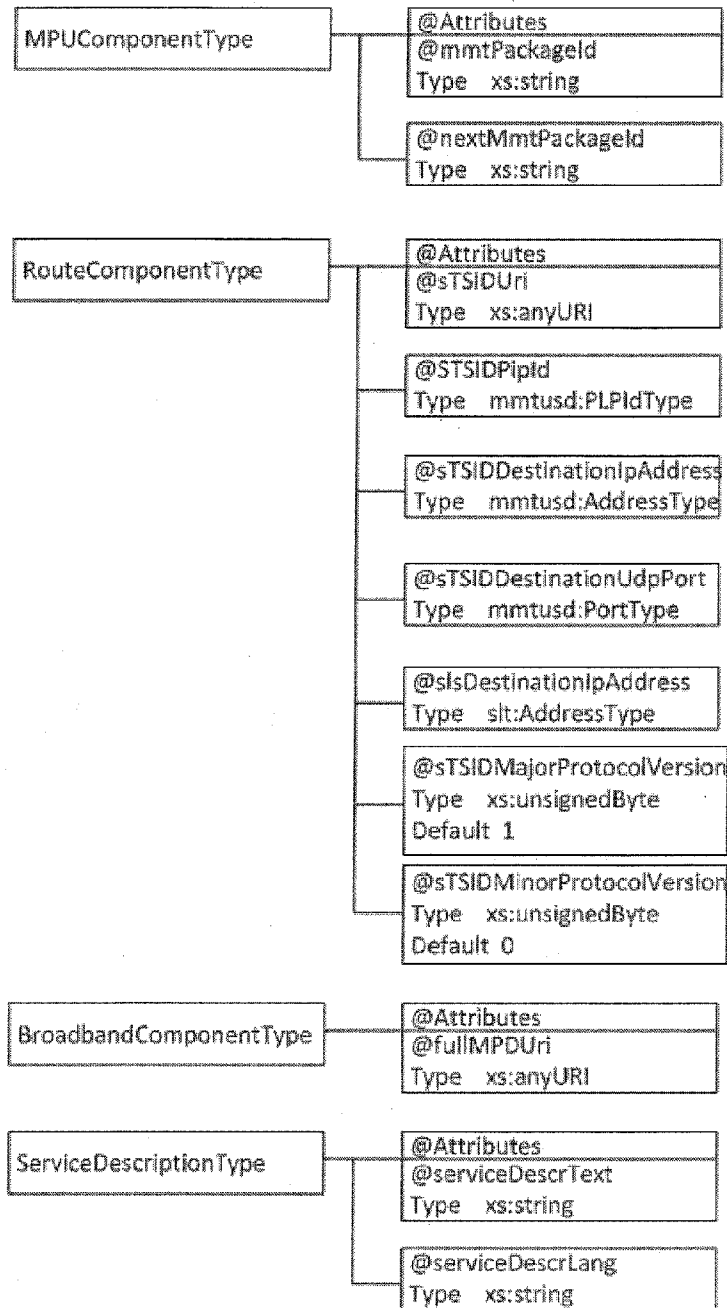 MPUComponentType
@Attributes
@mmtPackageId
Type xs:string
@nextMmtPackageId
Type xs:string
RouteComponentType
@Attributes
@sTSIDUri
Type xs:anyURI
@STSIDPlpId
Type mmtusd:PLPIdType
@sTSIDDestinationIpAddress
Type mmtusd:AddressType
@sTSIDDestinationUdpPort
Type mmtusd:PortType
@slsDestinationIpAddress
Type slt:AddressType
@sTSIDMajorProtocolVersion
Type xs:unsignedByte
Default 1
@sTSIDMinorProtocolVersion
Type xs:unsignedByte
Default 0
BroadbandComponentType
@Attributes
@fullMPDUri
Type xs:anyURI
ServiceDescriptionType
@Attributes
@serviceDescrText
Type xs:string
@serviceDescrLang
Type xs:string